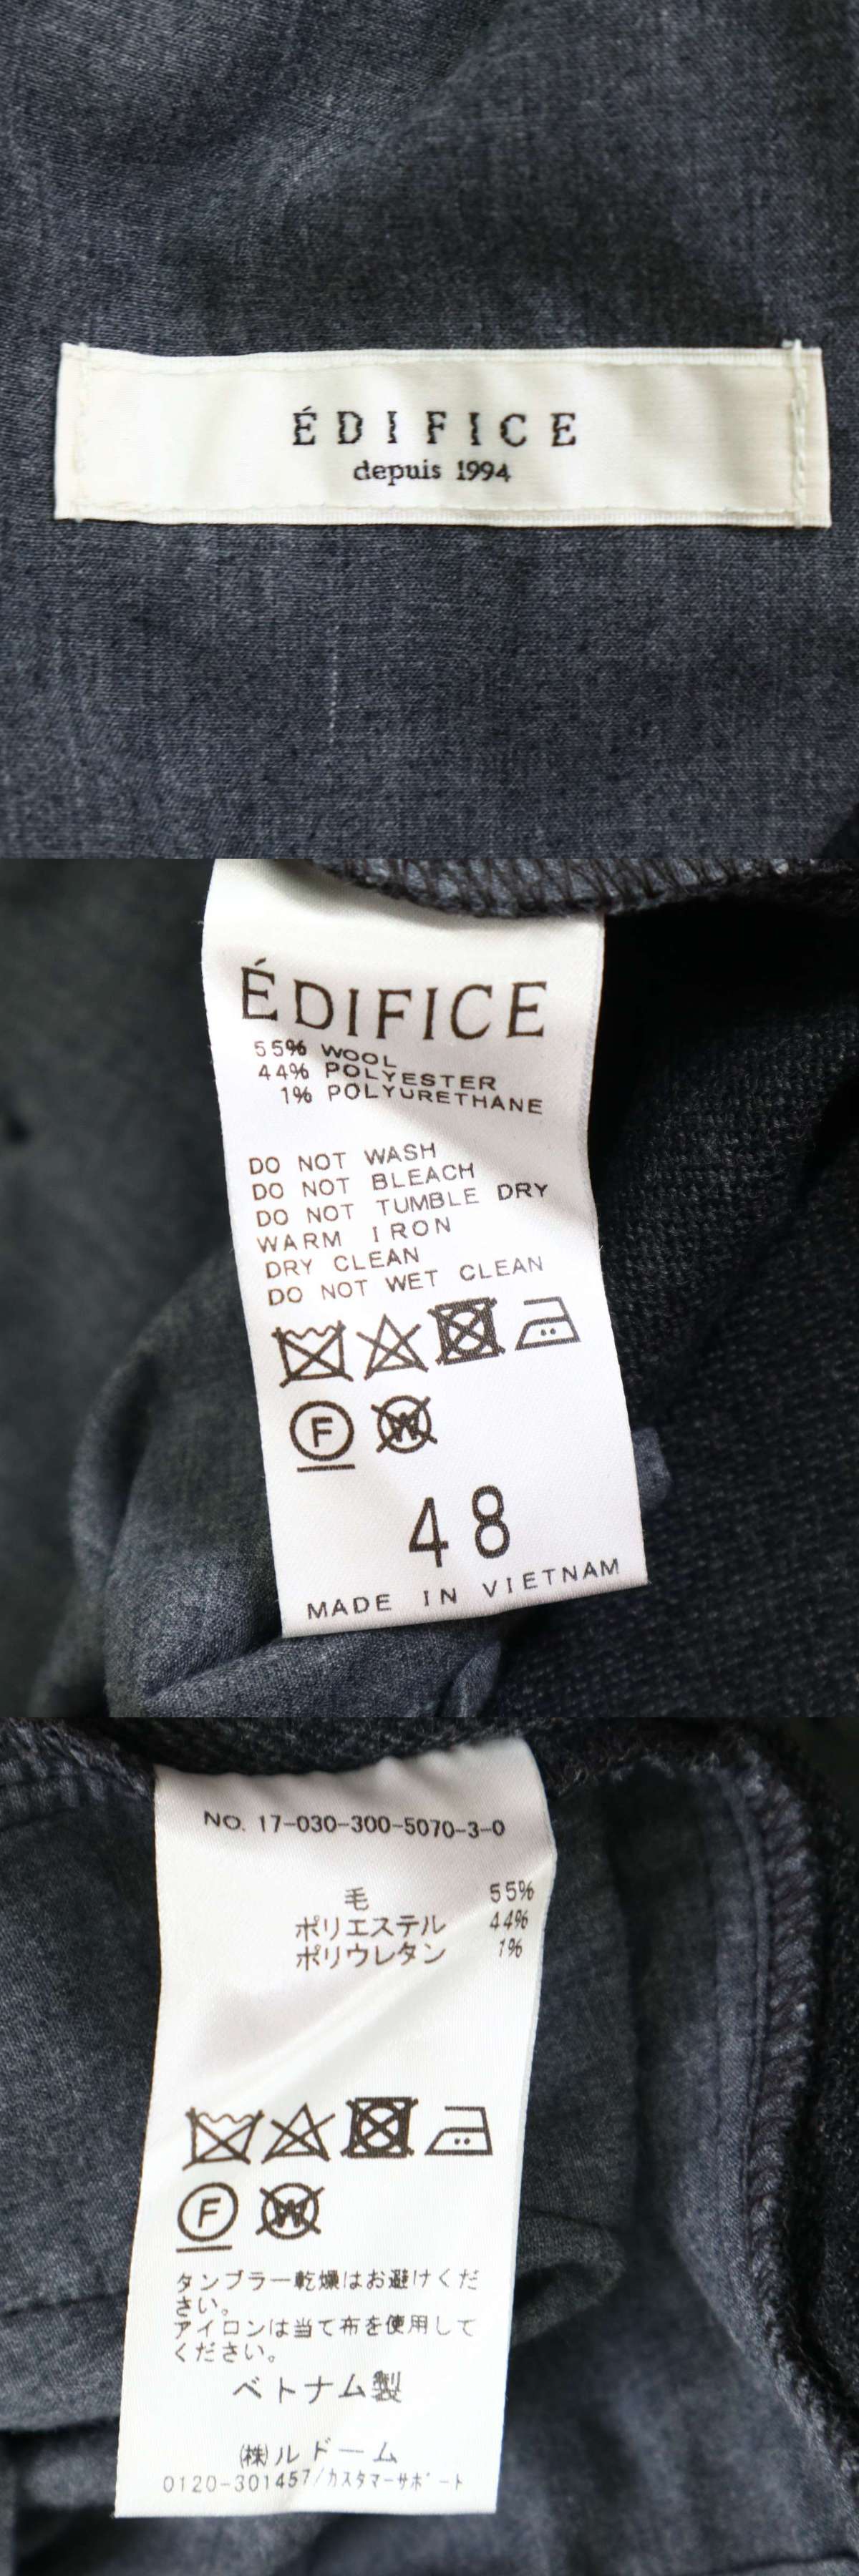 ÉDIFICE
depuis 1994
ÉDIFICE
55% WOOL
44% POLYESTER
1% POLYURETHANE
DO NOT WASH
DO NOT BLEACH
DO NOT TUMBLE DRY
WARM IRON
DRY CLEAN
DO NOT WET CLEAN
F W
48
MADE IN VIETNAM
NO. 17-030-300-5070-3-0
毛 55%
ポリエステル 44%
ポリウレタン 1%
F W
タンブラー乾燥はお避けくだ
さい。
アイロンは当て布を使用して
ください。
ベトナム製
㈱ルドーム
0120-301457/カスタマーサポート